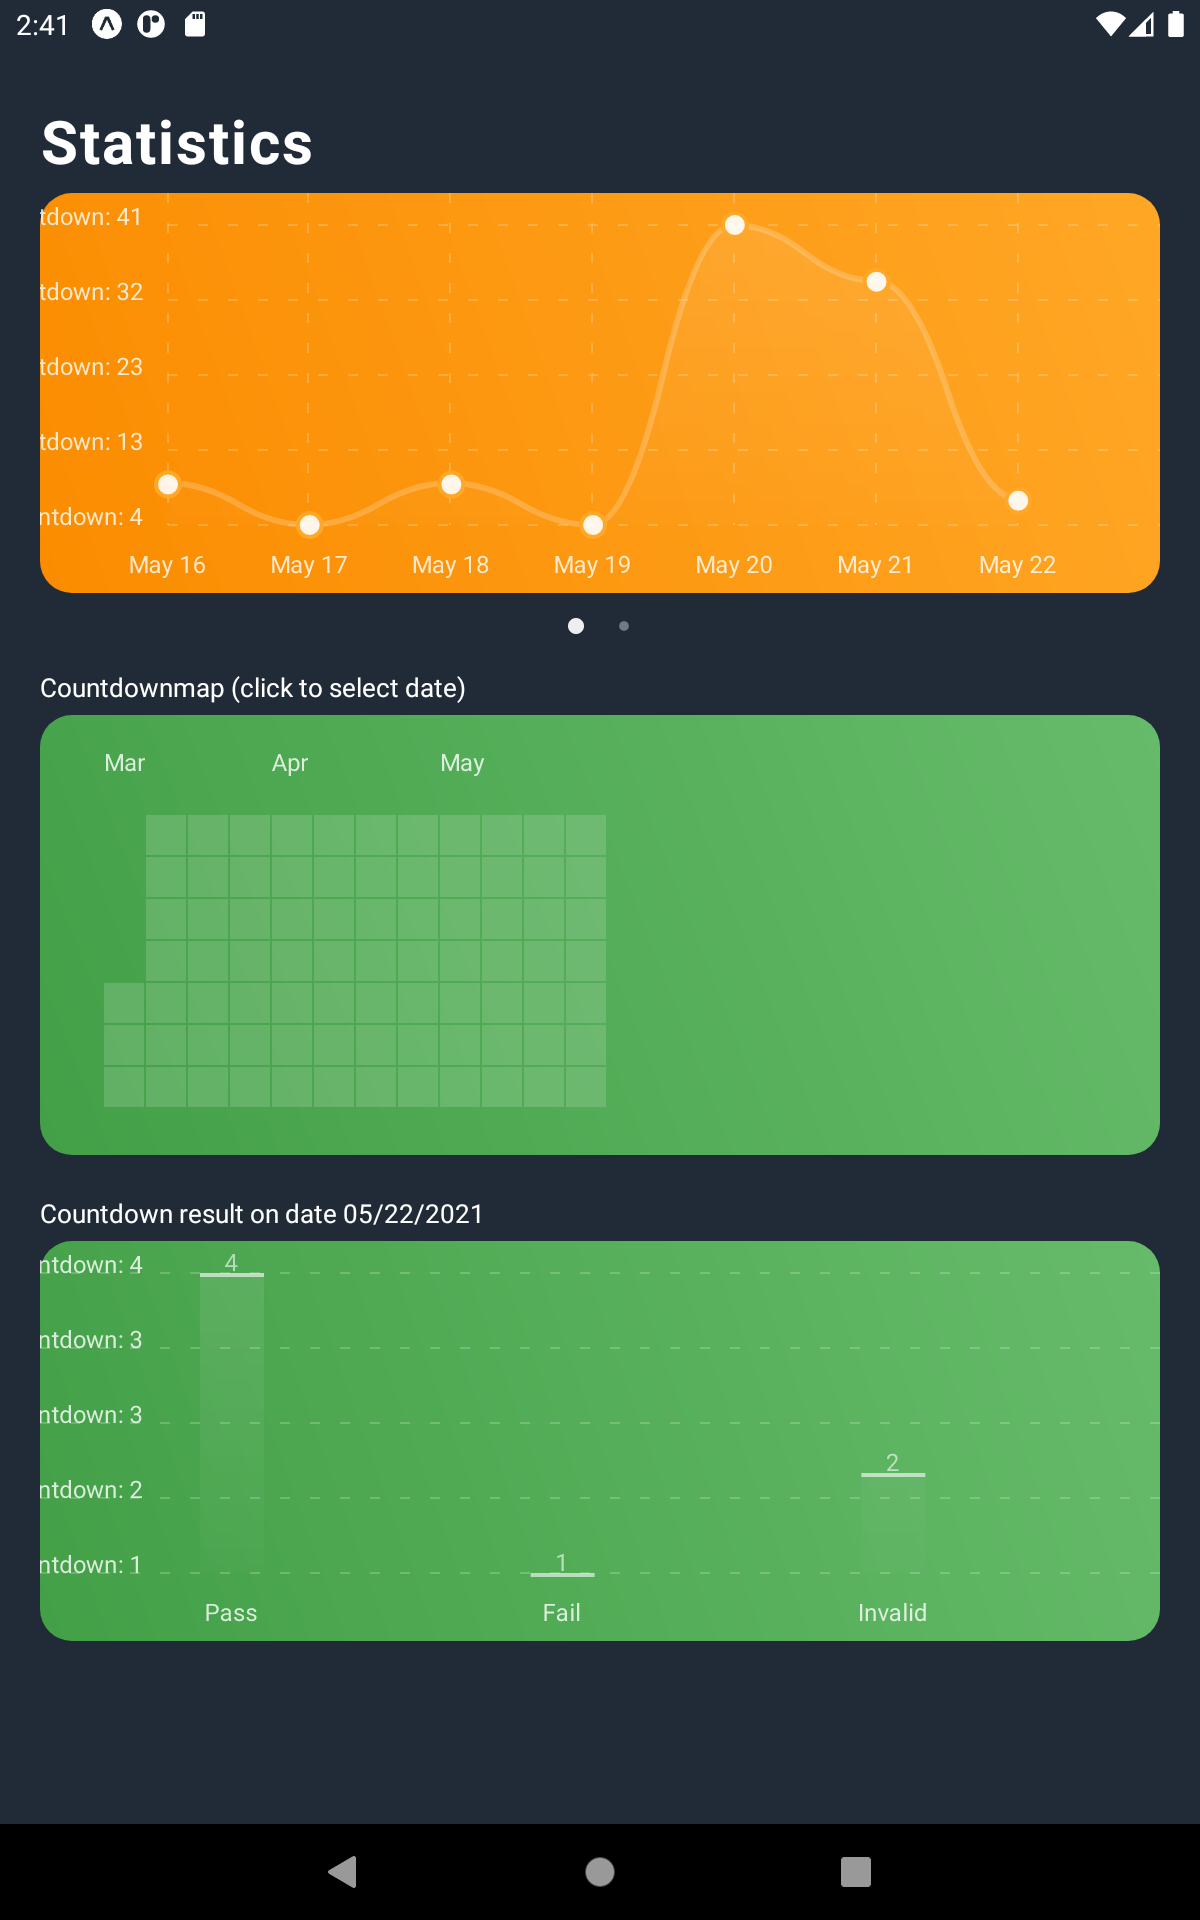 2:41
Statistics
tdown: 41
tdown: 32
tdown: 23
tdown: 13
ntdown: 4
May 16 May 17 May 18 May 19 May 20 May 21 May 22
Countdownmap (click to select date)
Mar Apr May
Countdown result on date 05/22/2021
ntdown: 4
ntdown: 3
ntdown: 3
ntdown: 2
ntdown: 1
4
1
2
Pass Fail Invalid